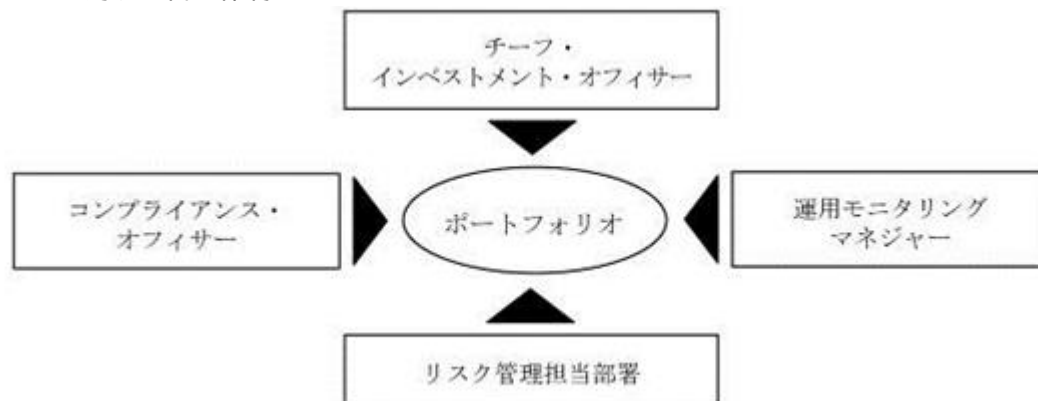 チーフ・
インベストメント・オフィサー
コンプライアンス・
オフィサー
ポートフォリオ
運用モニタリング
マネジャー
リスク管理担当部署